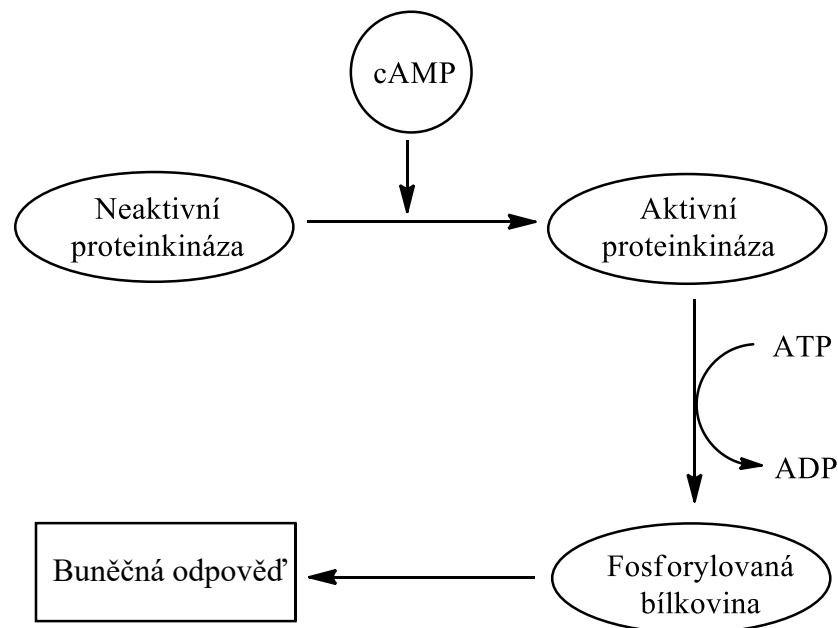 cAMP
Neaktivní
proteinkináza
Aktivní
proteinkináza
ATP
ADP
Buněčná odpověď
Fosforylovaná
bílkovina